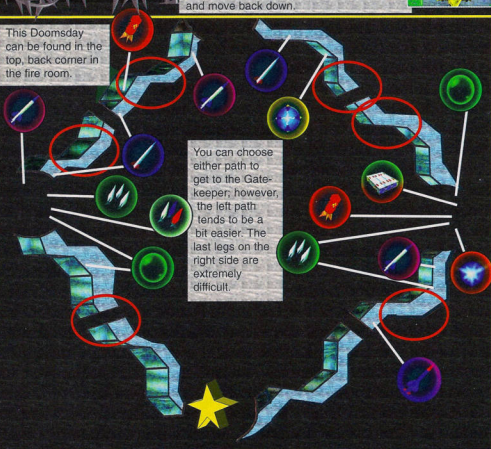 and move back down.
This Doomsday
can be found in the
top, back corner in
the fire room.
You can choose
either path to
get to the Gate-
keeper; however,
the left path
tends to be a
bit easier. The
last legs on the
right side are
extremely
difficult.